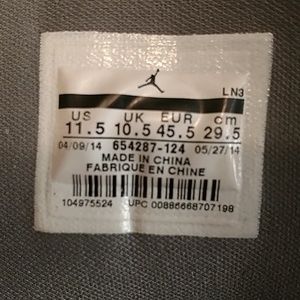 LN3
US UK EUR cm
11.5 10.5 45.5 29.5
04/09/14 654287-124 05/27/14
MADE IN CHINA
FABRIQUE EN CHINE
104975524 UPC 00886668707198